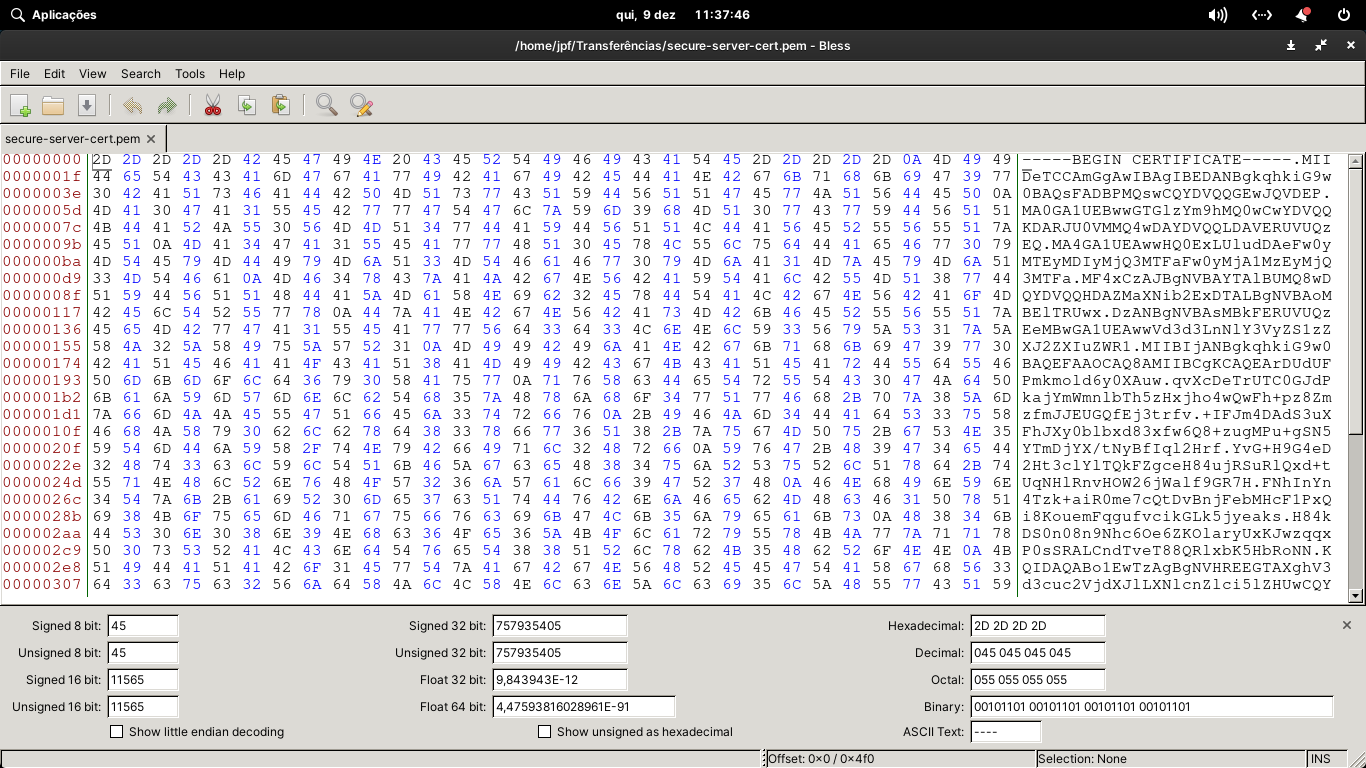 Aplicações
qui, 9 dez 11:37:46
/home/jpf/Transferências/secure-server-cert.pem - Bless
File Edit View Search Tools Help
secure-server-cert.pem
00000000 2D 2D 2D 2D 2D 42 45 47 49 4E 20 43 45 52 54 49 46 49 43 41 54 45 2D 2D 2D 2D 2D 0A 4D 49 49 -----BEGIN CERTIFICATE-----.MII
0000001f 44 65 54 43 43 41 6D 47 67 41 77 49 42 41 67 49 42 45 44 41 4E 42 67 6B 71 68 6B 69 47 39 77 DeTCCAmGgAwIBAgIBEDANBgkqhkiG9w
0000003e 30 42 41 51 73 46 41 44 42 50 4D 51 73 77 43 51 59 44 56 51 51 47 45 77 4A 51 56 44 45 50 0A 0BAQsFADBPMQswCQYDVQQGEwJQVDEP.
0000005d 4D 41 30 47 41 31 55 45 42 77 77 47 54 47 6C 7A 59 6D 39 68 4D 51 30 77 43 77 59 44 56 51 51 MA0GA1UEBwwGTGlzYm9hMQ0wCwYDVQQ
0000007c 4B 44 41 52 4A 55 30 56 4D 4D 51 34 77 44 41 59 44 56 51 51 4C 44 41 56 45 52 55 56 55 51 7A KDARJU0VMMQ4wDAYDVQQLDAVERUVUQz
0000009b 45 51 0A 4D 41 34 47 41 31 55 45 41 77 77 48 51 30 45 78 4C 55 6C 75 64 44 41 65 46 77 30 79 EQ.MA4GA1UEAwwHQ0ExLUludDAeFw0y
000000ba 4D 54 45 79 4D 44 49 79 4D 6A 51 33 4D 54 46 61 46 77 30 79 4D 6A 41 31 4D 7A 45 79 4D 6A 51 MTEyMDIyMjQ3MTFaFw0yMjA1MzEyMjQ
000000d9 33 4D 54 46 61 0A 4D 46 34 78 43 7A 41 4A 42 67 4E 56 42 41 59 54 41 6C 42 55 4D 51 38 77 44 3MTFa.MF4xCzAJBgNVBAYTAlBUMQ8wD
000000f8 51 59 44 56 51 51 48 44 41 5A 4D 61 58 4E 69 62 32 45 78 44 54 41 4C 42 67 4E 56 42 41 6F 4D QYDVQQHDAZMaXNib2ExDTALBgNVBAoM
00000117 42 45 6C 54 52 55 77 78 0A 44 7A 41 4E 42 67 4E 56 42 41 73 4D 42 6B 46 45 52 55 56 55 51 7A BElTRUwx.DzANBgNVBAsMBkFERUVUQz
00000136 45 65 4D 42 77 47 41 31 55 45 41 77 77 56 64 33 64 33 4C 6E 4E 6C 59 33 56 79 5A 53 31 7A 5A EeMBwGA1UEAwwVd3d3LnNlY3VyZS1zZ
00000155 58 4A 32 5A 58 49 75 5A 57 52 31 0A 4D 49 49 42 49 6A 41 4E 42 67 6B 71 68 6B 69 47 39 77 30 XJ2ZXIuZWR1.MIIBIjANBgkqhkiG9w0
00000174 42 41 51 45 46 41 41 4F 43 41 51 38 41 4D 49 49 42 43 67 4B 43 41 51 45 41 72 44 55 64 55 46 BAQEFAAOCAQ8AMIIBCgKCAQEArDUdUF
00000193 50 6D 6B 6D 6F 6C 64 36 79 30 58 41 75 77 0A 71 76 58 63 44 65 54 72 55 54 43 30 47 4A 64 50 Pmkmold6y0XAuw.qvXcDeTrUTC0GJdP
000001b2 6B 61 6A 59 6D 57 6D 6E 6C 62 54 68 35 7A 48 78 6A 68 6F 34 77 51 77 46 68 2B 70 7A 38 5A 6D kajYmWmnlbTh5zHxjho4wQwFh+pz8Zm
000001d1 7A 66 6D 4A 4A 45 55 47 51 66 45 6A 33 74 72 66 76 0A 2B 49 46 4A 6D 34 44 41 64 53 33 75 58 zfmJJEUGQfEj3trfv.+IFJm4DAdS3uX
000001f0 46 68 4A 58 79 30 62 6C 62 78 64 38 33 78 66 77 36 51 38 2B 7A 75 67 4D 50 75 2B 67 53 4E 35 FhJXy0blbxd83xfw6Q8+zugMPu+gSN5
0000020f 59 54 6D 44 6A 59 58 2F 74 4E 79 42 66 49 71 6C 32 48 72 66 0A 59 76 47 2B 48 39 47 34 65 44 YTmDjYX/tNyBfIql2Hrf.YvG+H9G4eD
0000022e 32 48 74 33 63 6C 59 6C 54 51 6B 46 5A 67 63 65 48 38 34 75 6A 52 53 75 52 6C 51 78 64 2B 74 2Ht3clYlTQkFZgceH84ujRSuRlQxd+t
0000024d 55 71 4E 48 6C 52 6E 76 48 4F 57 32 36 6A 57 61 6C 66 39 47 52 37 48 0A 46 4E 68 49 6E 59 6E UqNHlRnvHOW26jWalf9GR7H.FNhInYn
0000026c 34 54 7A 6B 2B 61 69 52 30 6D 65 37 63 51 74 44 76 42 6E 6A 46 65 62 4D 48 63 46 31 50 78 51 4Tzk+aiR0me7cQtDvBnjFebMHcF1PxQ
0000028b 69 38 4B 6F 75 65 6D 46 71 67 75 66 76 63 69 6B 47 4C 6B 35 6A 79 65 61 6B 73 0A 48 38 34 6B i8KouemFqgufvcikGLk5jyeaks.H84k
000002aa 44 53 30 6E 30 38 6E 39 4E 68 63 36 4F 65 36 5A 4B 4F 6C 61 72 79 55 78 4B 4A 77 7A 71 71 78 DS0n08n9Nhc6Oe6ZKOlaryUxKJwzqqx
000002c9 50 30 73 53 52 41 4C 43 6E 64 54 76 65 54 38 38 51 52 6C 78 62 4B 35 48 62 52 6F 4E 4E 0A 4B P0sSRALCndTveT88QRlxbK5HbRoNN.K
000002e8 51 49 44 41 51 41 42 6F 31 45 77 54 7A 41 67 42 67 4E 56 48 52 45 45 47 54 41 58 67 68 56 33 QIDAQABo1EwTzAgBgNVHREEGTAXghV3
00000307 64 33 63 75 63 32 56 6A 64 58 4A 6C 4C 58 4E 6C 63 6E 5A 6C 63 69 35 6C 5A 48 55 77 43 51 59 d3cuc2VjdXJlLXNlcnZlci5lZHUwCQY
Signed 8 bit: 45 Signed 32 bit: 757935405 Hexadecimal: 2D 2D 2D 2D
Unsigned 8 bit: 45 Unsigned 32 bit: 757935405 Decimal: 045 045 045 045
Signed 16 bit: 11565 Float 32 bit: 9,843943E-12 Octal: 055 055 055 055
Unsigned 16 bit: 11565 Float 64 bit: 4,47593816028961E-91 Binary: 00101101 00101101 00101101 00101101
Show little endian decoding Show unsigned as hexadecimal ASCII Text: ----
Offset: 0x0 / 0x4f0 Selection: None INS